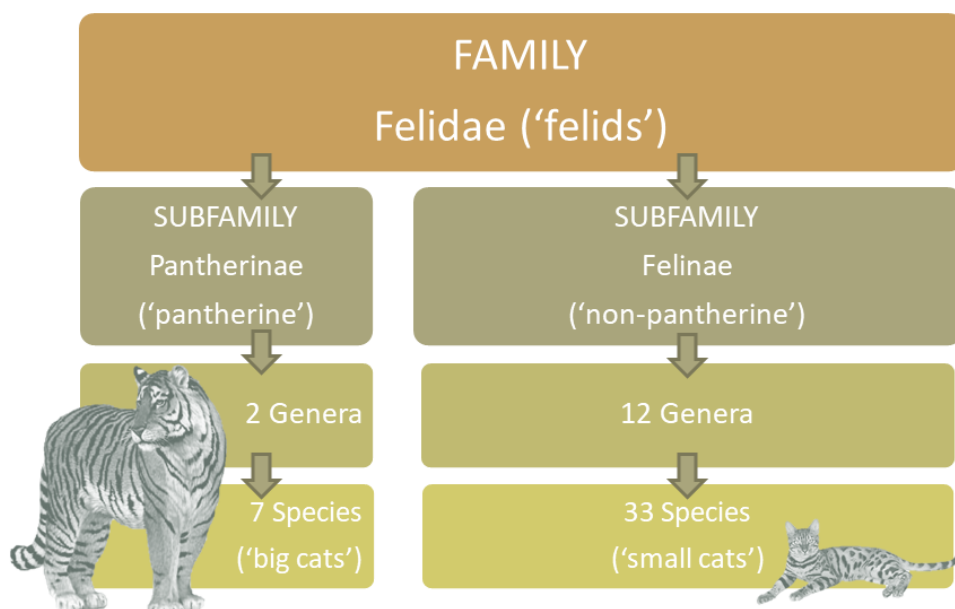 FAMILY
Felidae (‘felids’)
SUBFAMILY
Pantherinae
(‘pantherine’)
SUBFAMILY
Felinae
(‘non-pantherine’)
2 Genera
12 Genera
7 Species
(‘big cats’)
33 Species
(‘small cats’)